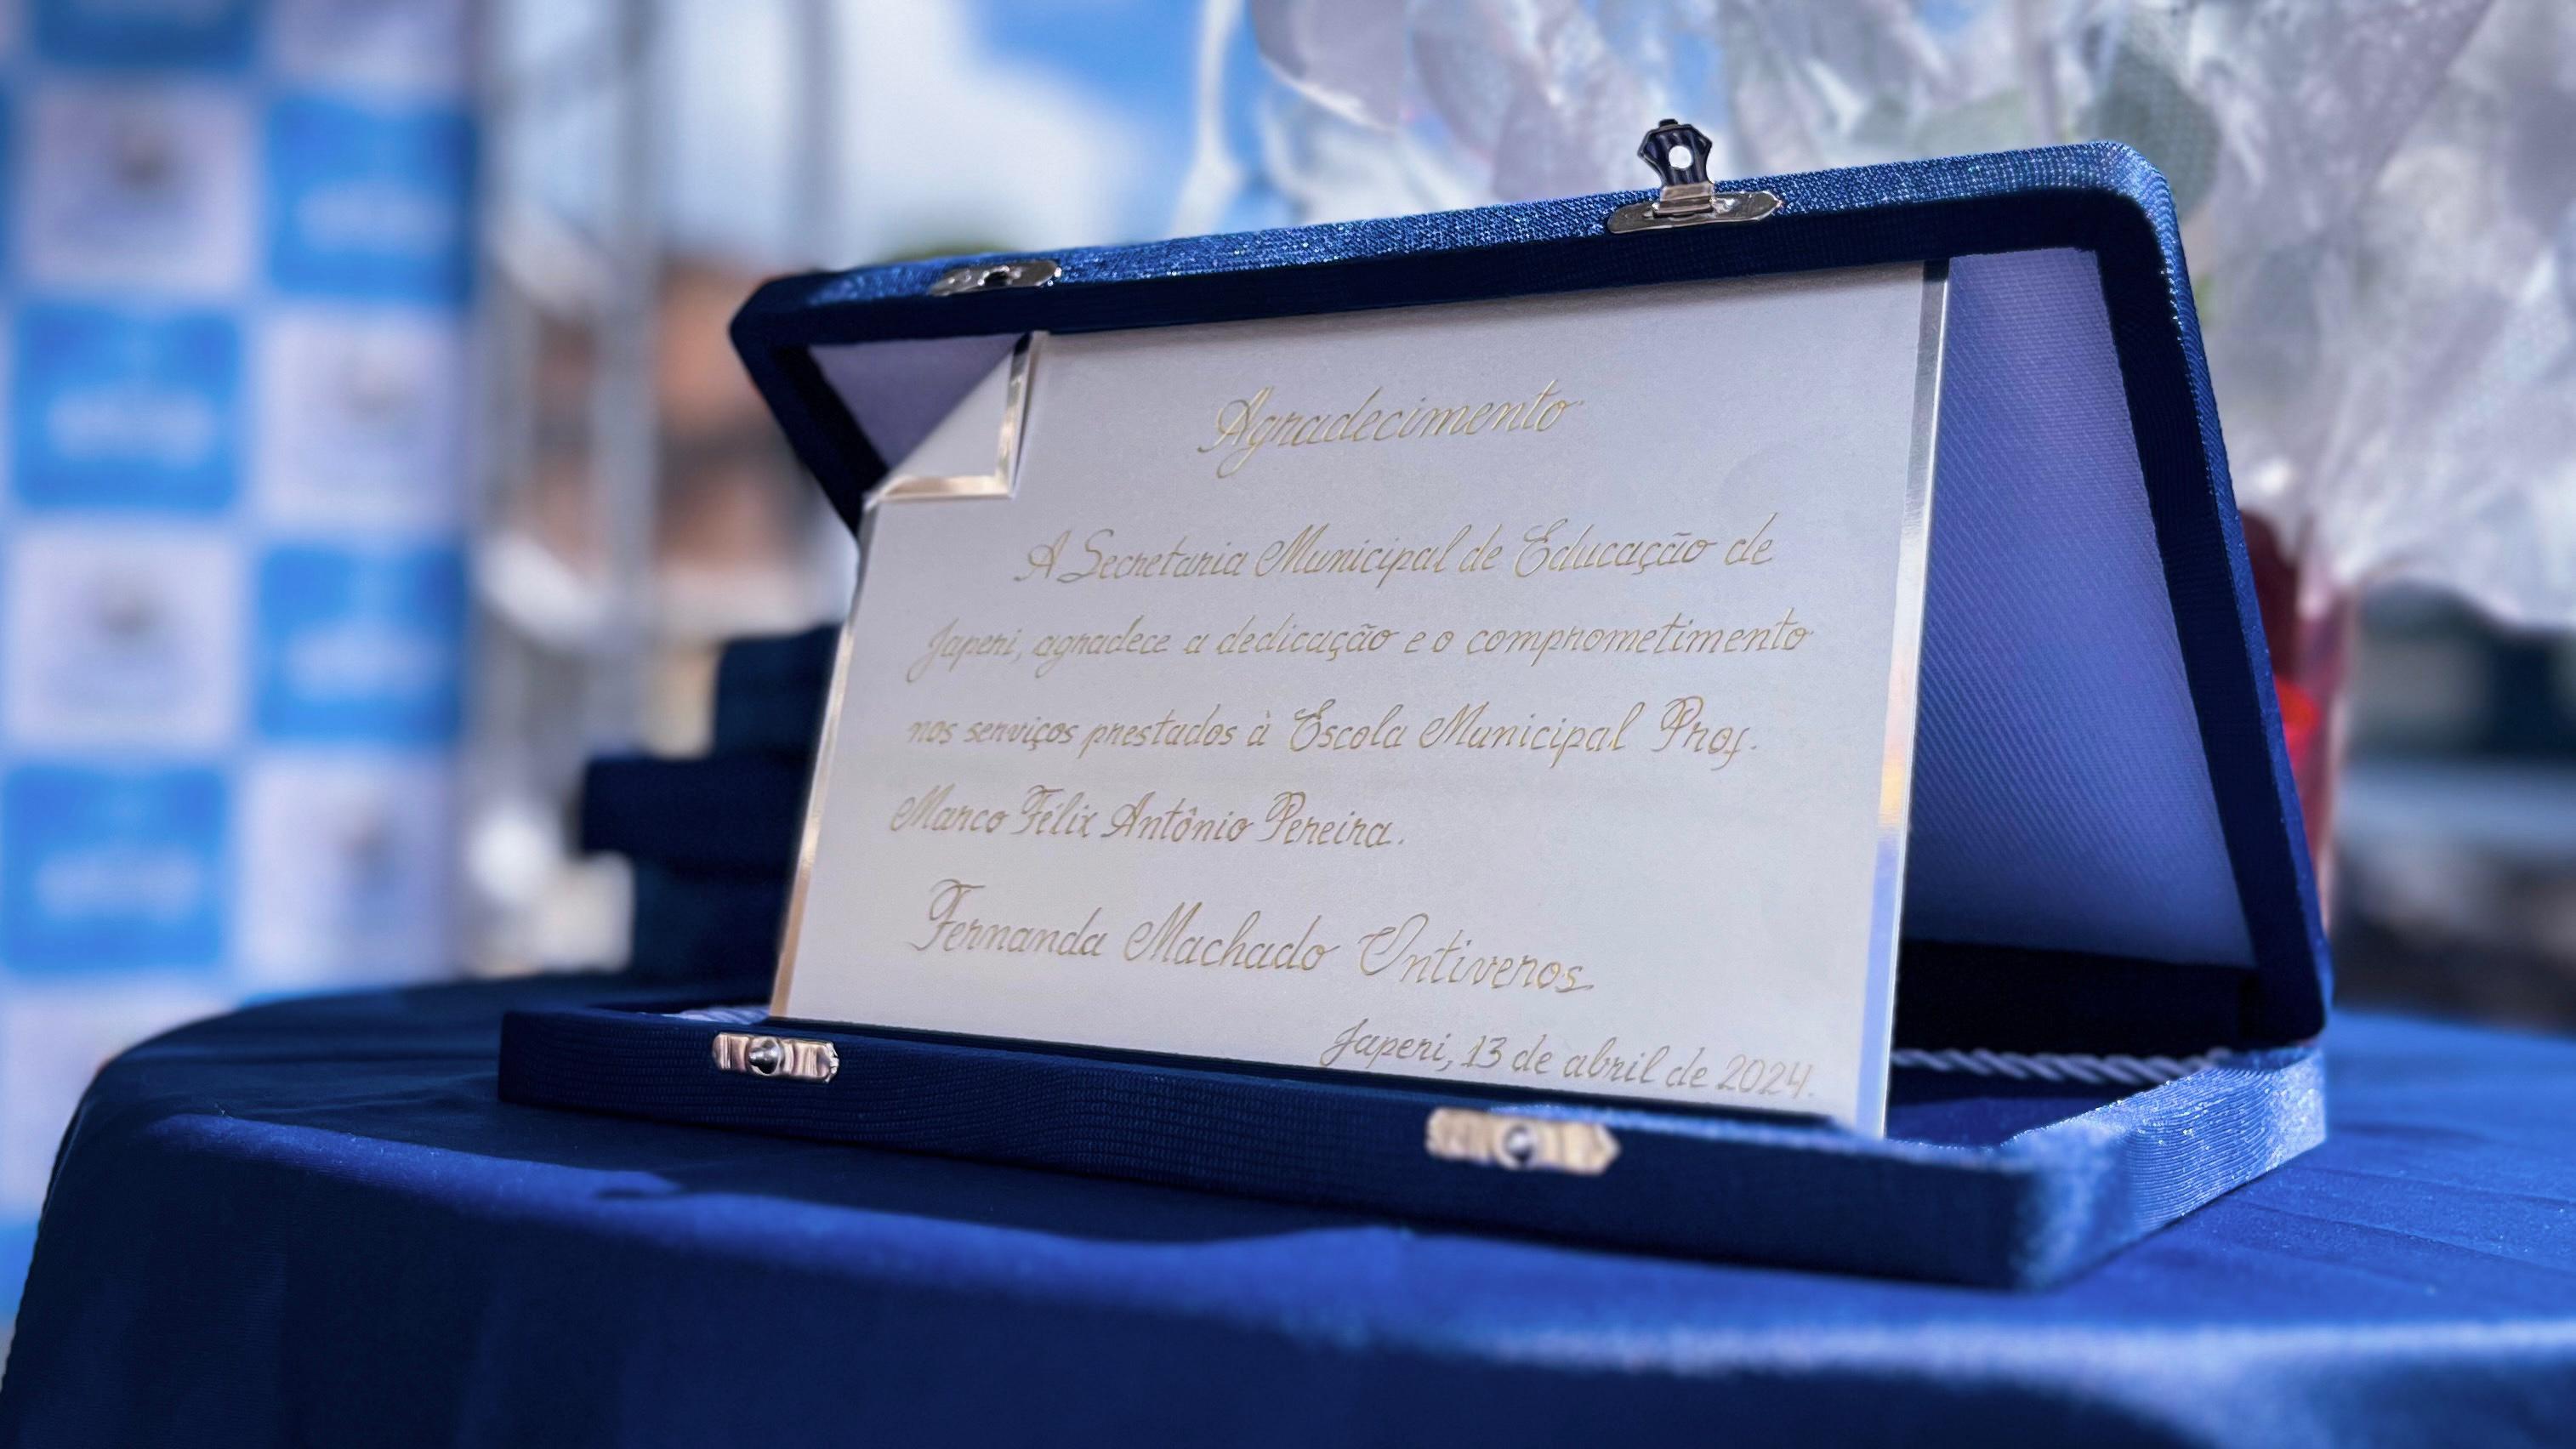 Agradecimento
A Secretaria Municipal de Educação de
Japeri, agradece a dedicação e o comprometimento
nos serviços prestados à Escola Municipal Prof.
Marco Félix Antônio Pereira.
Fernanda Machado Ontiveros
Japeri, 13 de abril de 2024.